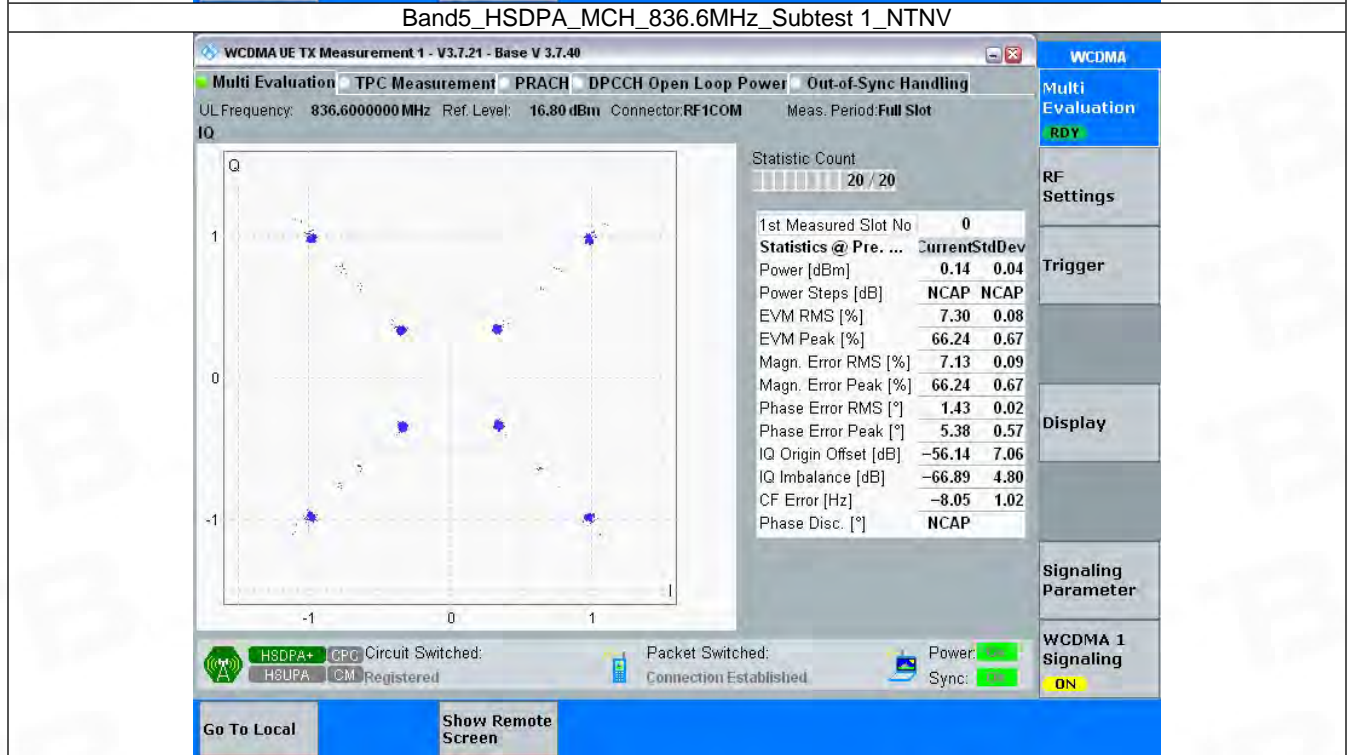 Band5_HSDPA_MCH_836.6MHz_Subtest 1_NTNV
WCDMA UE TX Measurement 1 - V3.7.21 - Base V 3.7.40
WCDMA
Multi Evaluation TPC Measurement PRACH DPCCH Open Loop Power Out-of-Sync Handling
Multi Evaluation
RDY
UL Frequency: 836.6000000 MHz Ref. Level: 16.80 dBm Connector:RF1COM Meas. Period:Full Slot
IQ
Q
1
0
-1
-1 0 1
I
Statistic Count
20 / 20
1st Measured Slot No 0
Statistics @ Pre. ... CurrentStdDev
Power [dBm] 0.14 0.04
Power Steps [dB] NCAP NCAP
EVM RMS [%] 7.30 0.08
EVM Peak [%] 66.24 0.67
Magn. Error RMS [%] 7.13 0.09
Magn. Error Peak [%] 66.24 0.67
Phase Error RMS [°] 1.43 0.02
Phase Error Peak [°] 5.38 0.57
IQ Origin Offset [dB] −56.14 7.06
IQ Imbalance [dB] −66.89 4.80
CF Error [Hz] −8.05 1.02
Phase Disc. [°] NCAP
RF
Settings
Trigger
Display
Signaling
Parameter
WCDMA 1
Signaling
ON
HSDPA+ CPC Circuit Switched: Packet Switched: Power:
HSUPA CM Registered Connection Established Sync:
Go To Local
Show Remote
Screen